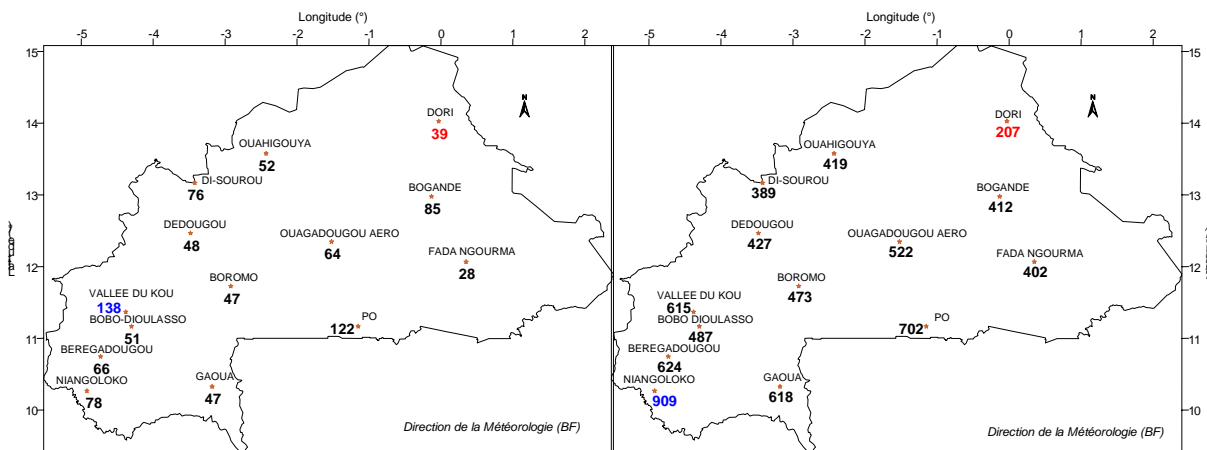 Longitude (°)
-5 -4 -3 -2 -1 0 1 2
15
14
13
12
11
10
N
DORI
39
OUAHIGOUYA
52
DI-SOUROU
76
BOGANDE
85
DEDOUGOU
48
OUAGADOUGOU AERO
64
FADA NGOURMA
28
BOROMO
47
VALLEE DU KOU
138
BOBO-DIOULASSO
51
PO
122
BEREGADOUGOU
66
NIANGOLOKO
78
GAOUA
47
Direction de la Météorologie (BF)
Longitude (°)
-5 -4 -3 -2 -1 0 1 2
15
14
13
12
11
10
N
DORI
207
OUAHIGOUYA
419
DI-SOUROU
389
BOGANDE
412
DEDOUGOU
427
OUAGADOUGOU AERO
522
FADA NGOURMA
402
BOROMO
473
VALLEE DU KOU
615
BOBO DIOULASSO
487
PO
702
BEREGADOUGOU
624
NIANGOLOKO
909
GAOUA
618
Direction de la Météorologie (BF)